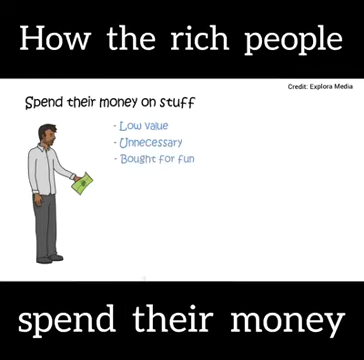 How the rich people
Credit: Explora Media
Spend their money on stuff
- Low value
- Unnecessary
- Bought for fun
spend their money